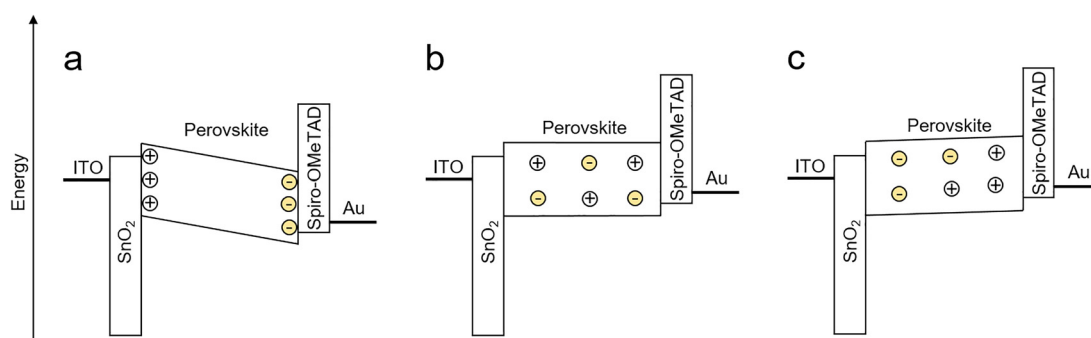 Energy
a
ITO
SnO2
Perovskite
Spiro-OMeTAD
Au
b
ITO
SnO2
Perovskite
Spiro-OMeTAD
Au
c
ITO
SnO2
Perovskite
Spiro-OMeTAD
Au